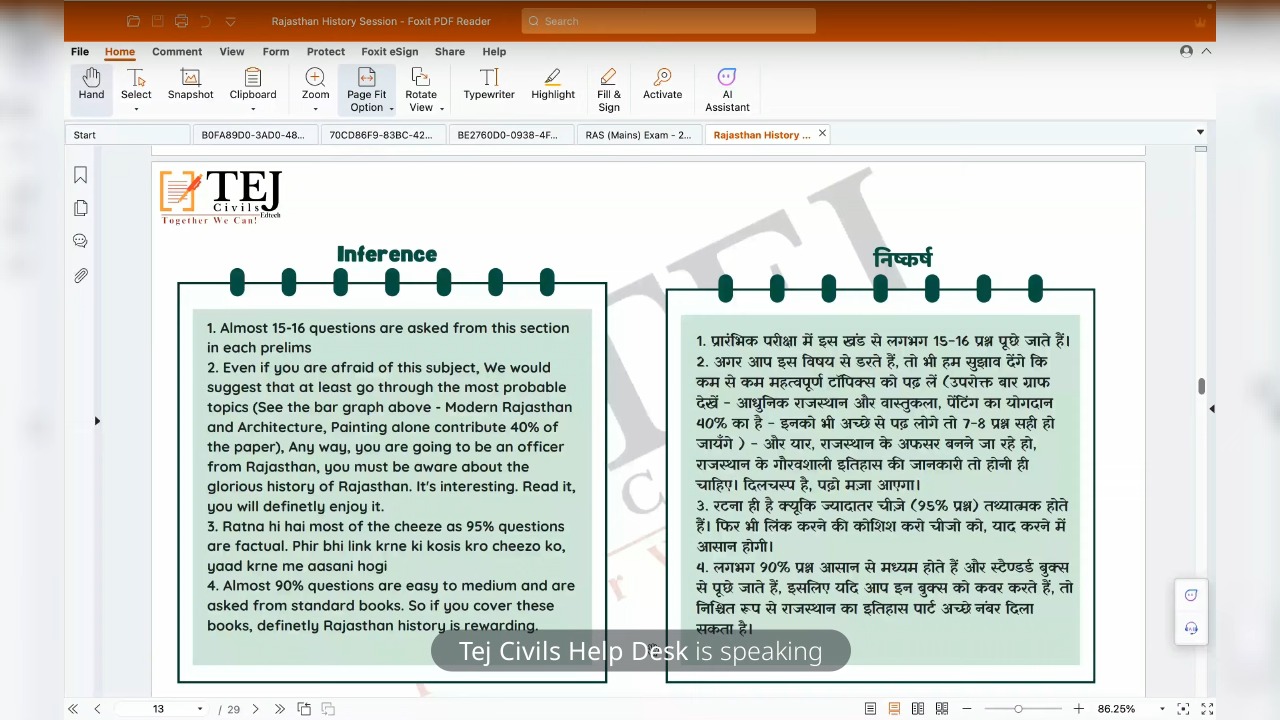 Rajasthan History Session - Foxit PDF Reader
Search
File Home Comment View Form Protect Foxit eSign Share Help
Hand
Select
Snapshot
Clipboard
Zoom
Page Fit Option
Rotate View
Typewriter
Highlight
Fill & Sign
Activate
AI Assistant
Start
B0FA89D0-3AD0-48...
70CD86F9-83BC-42...
BE2760D0-0938-4F...
RAS (Mains) Exam - 2...
Rajasthan History ...
TEJ
Civils
Edtech
Together We Can!
Inference
1. Almost 15-16 questions are asked from this section
in each prelims
2. Even if you are afraid of this subject, We would
suggest that at least go through the most probable
topics (See the bar graph above - Modern Rajasthan
and Architecture, Painting alone contribute 40% of
the paper), Any way, you are going to be an officer
from Rajasthan, you must be aware about the
glorious history of Rajasthan. It's interesting. Read it,
you will definetly enjoy it.
3. Ratna hi hai most of the cheeze as 95% questions
are factual. Phir bhi link krne ki kosis kro cheezo ko,
yaad krne me aasani hogi
4. Almost 90% questions are easy to medium and are
asked from standard books. So if you cover these
books, definetly Rajasthan history is rewarding.
निष्कर्ष
1. प्रारंभिक परीक्षा में इस खंड से लगभग 15-16 प्रश्न पूछे जाते हैं।
2. अगर आप इस विषय से डरते हैं, तो भी हम सुझाव देंगे कि
कम से कम महत्वपूर्ण टॉपिक्स को पढ़ लें (उपरोक्त बार ग्राफ
देखें - आधुनिक राजस्थान और वास्तुकला, पेंटिंग का योगदान
40% का है - इनको भी अच्छे से पढ़ लोगे तो 7-8 प्रश्न सही हो
जायँगे ) - और यार, राजस्थान के अफसर बनने जा रहे हो,
राजस्थान के गौरवशाली इतिहास की जानकारी तो होनी ही
चाहिए। दिलचस्प है, पढ़ो मज़ा आएगा।
3. रटना ही है क्यूकि ज्यादातर चीज़े (95% प्रश्न) तथ्यात्मक होते
हैं। फिर भी लिंक करने की कोशिश करो चीजो को, याद करने में
आसान होगी।
4. लगभग 90% प्रश्न आसान से मध्यम होते हैं और स्टैण्डर्ड बुक्स
से पूछे जाते हैं, इसलिए यदि आप इन बुक्स को कवर करते हैं, तो
निश्चित रूप से राजस्थान का इतिहास पार्ट अच्छे नंबर दिला
सकता है।
Tej Civils Help Desk is speaking
13 / 29
86.25%